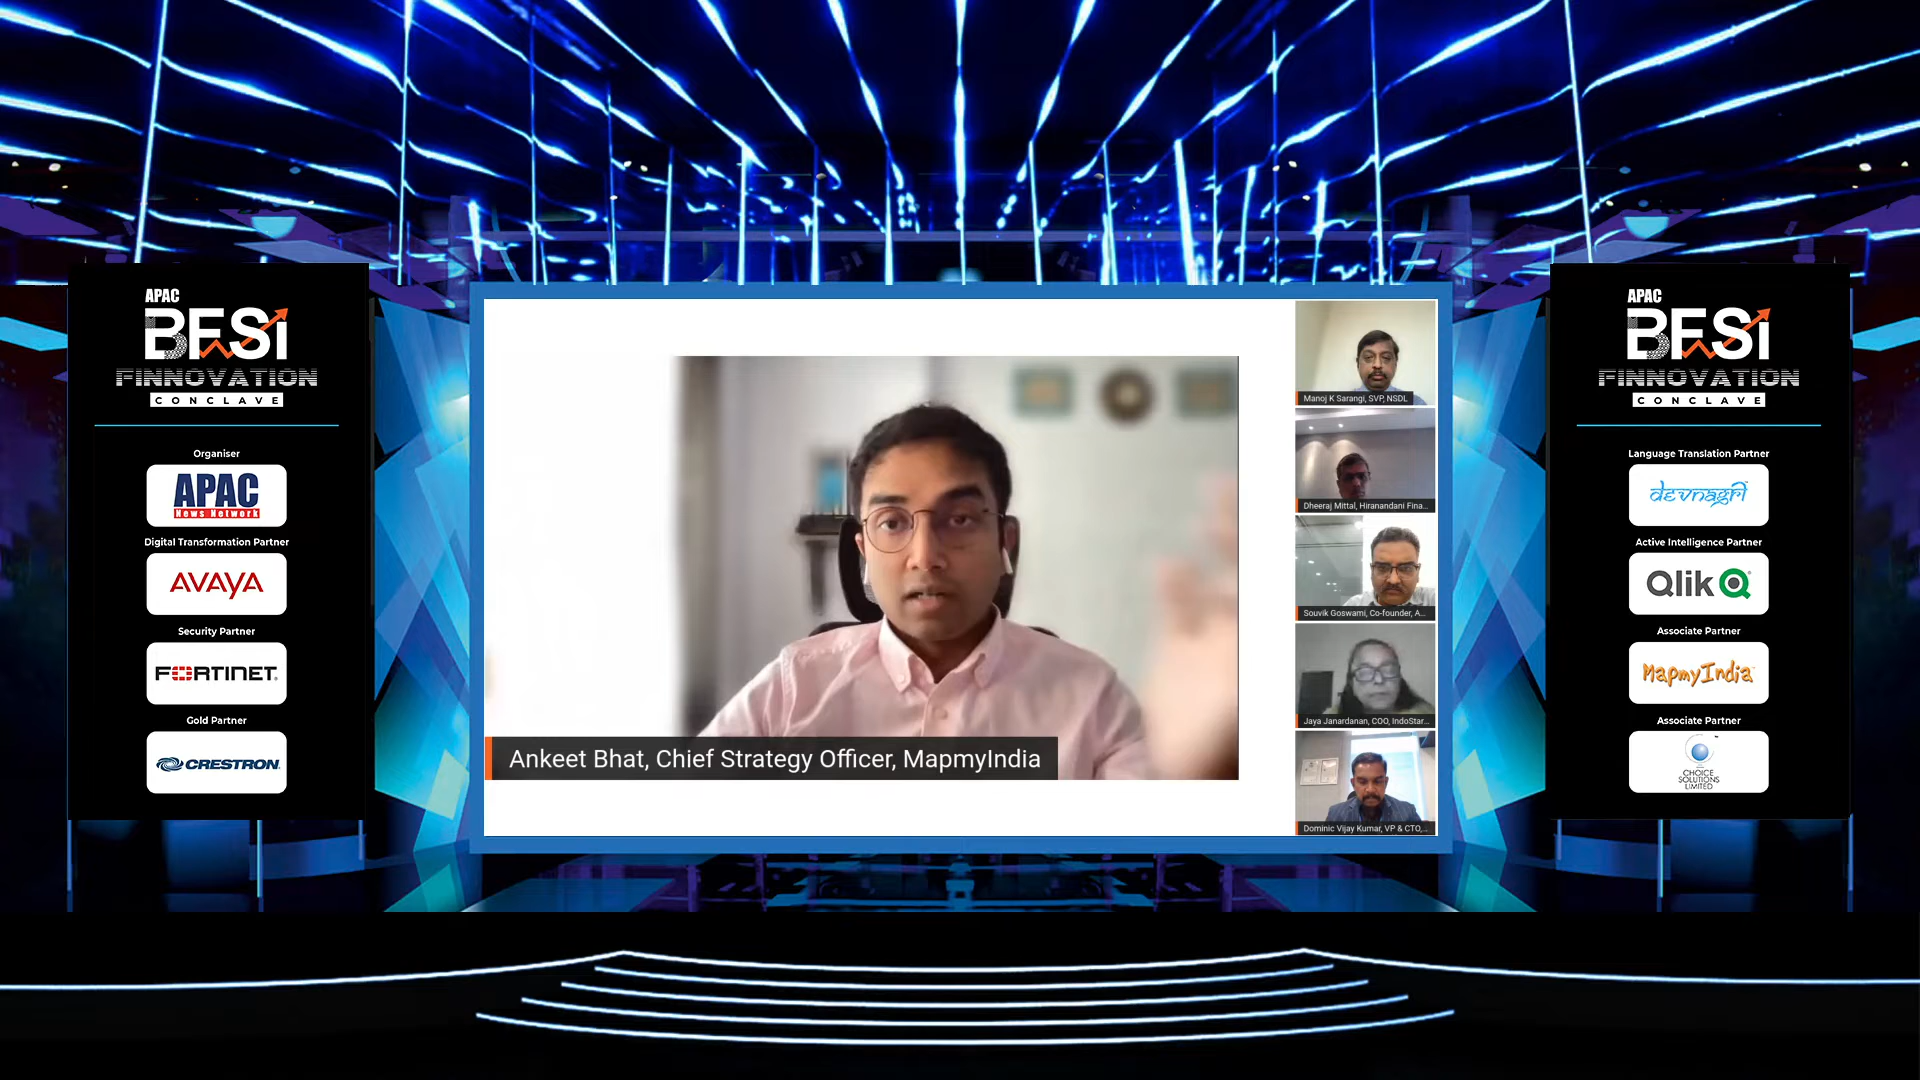 APAC
BFSI
FINNOVATION
CONCLAVE
Organiser
APAC
News Network
Digital Transformation Partner
AVAYA
Security Partner
FORTINET
Gold Partner
CRESTRON
Ankeet Bhat, Chief Strategy Officer, MapmyIndia
Manoj K Sarangi, SVP, NSDL
Dheeraj Mittal, Hiranandani Fina...
Souvik Goswami, Co-founder, A...
Jaya Janardanan, COO, IndoStar...
Dominic Vijay Kumar, VP & CTO,...
APAC
BFSI
FINNOVATION
CONCLAVE
Language Translation Partner
devnagri
Active Intelligence Partner
Qlik
Associate Partner
MapmyIndia
Associate Partner
CHOICE
SOLUTIONS
LIMITED